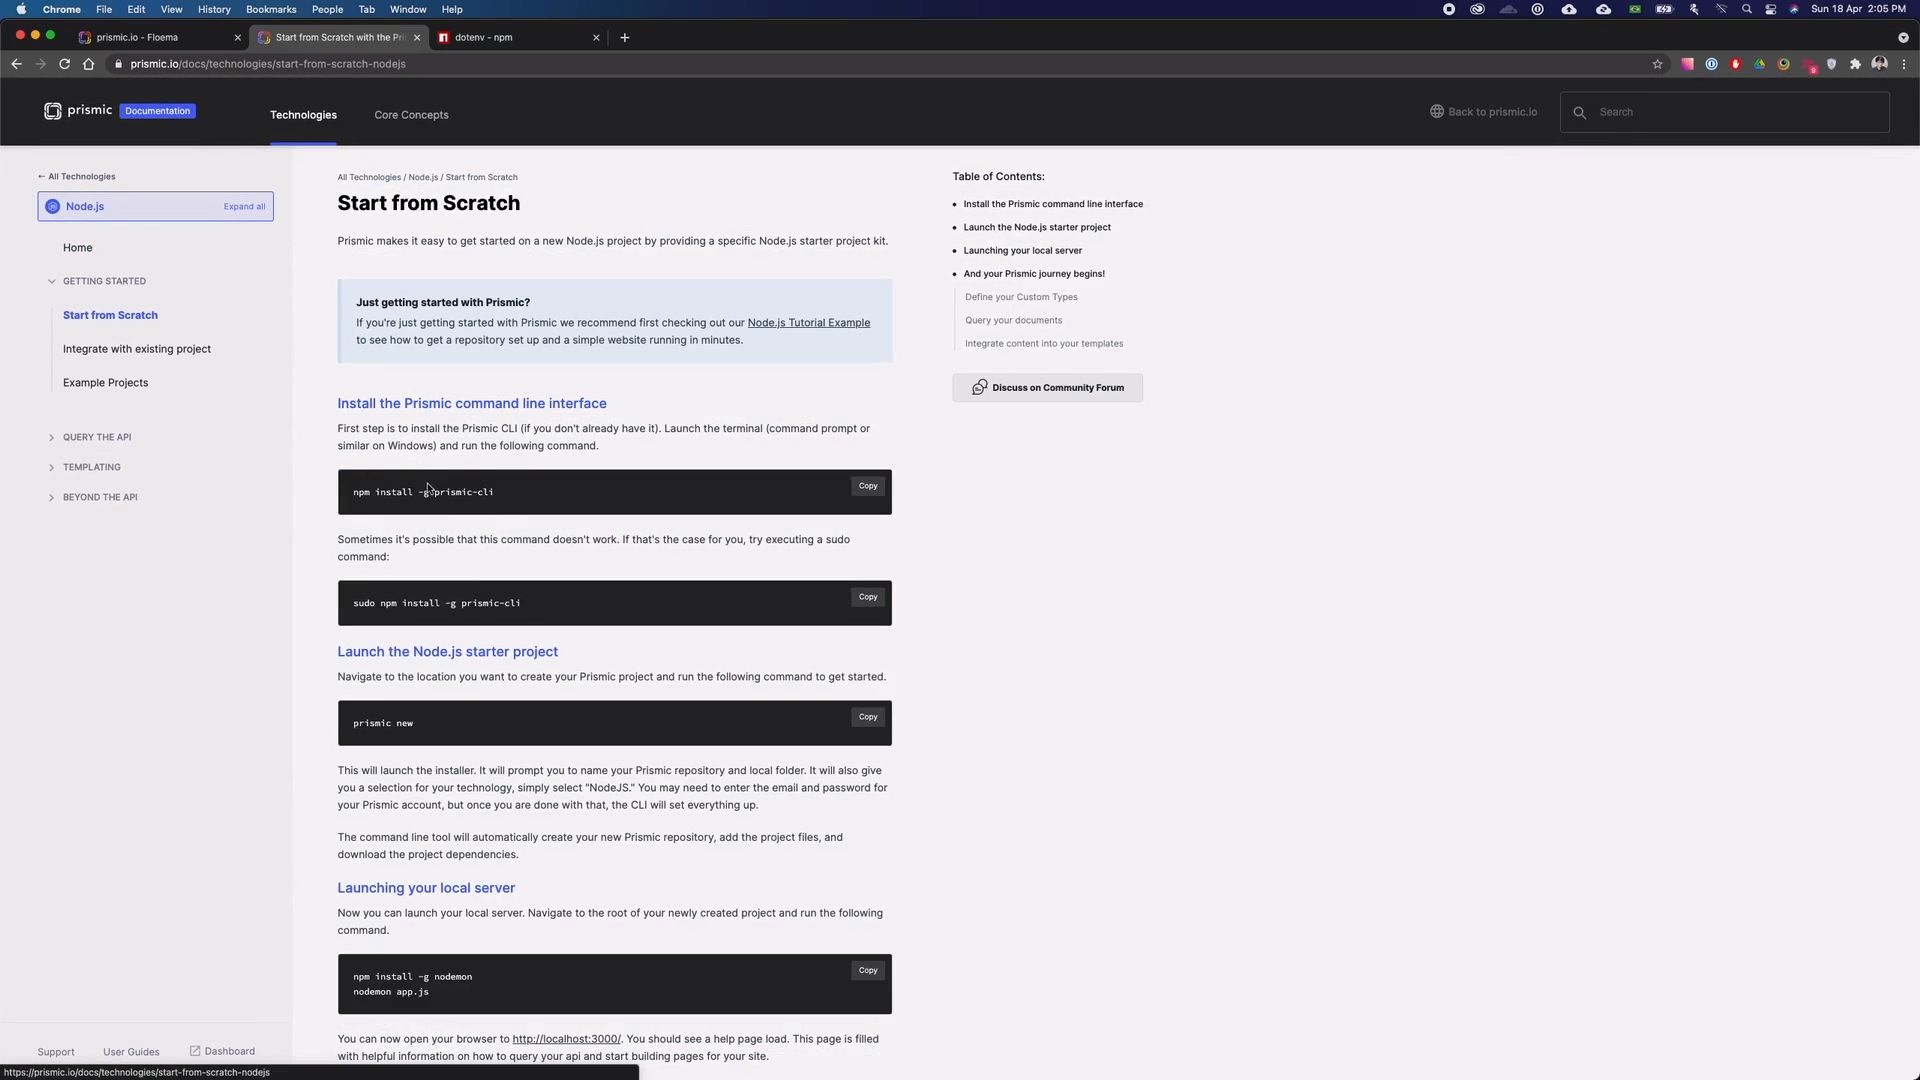 Chrome File Edit View History Bookmarks People Tab Window Help
Sun 18 Apr 2:05 PM
prismic.io - Floema
Start from Scratch with the Pri
dotenv - npm
prismic.io/docs/technologies/start-from-scratch-nodejs
9
prismic Documentation
Technologies
Core Concepts
Back to prismic.io
Search
← All Technologies
Node.js
Expand all
Home
GETTING STARTED
Start from Scratch
Integrate with existing project
Example Projects
QUERY THE API
TEMPLATING
BEYOND THE API
Support
User Guides
Dashboard
All Technologies / Node.js / Start from Scratch
Start from Scratch
Prismic makes it easy to get started on a new Node.js project by providing a specific Node.js starter project kit.
Just getting started with Prismic?
If you're just getting started with Prismic we recommend first checking out our Node.js Tutorial Example
to see how to get a repository set up and a simple website running in minutes.
Install the Prismic command line interface
First step is to install the Prismic CLI (if you don't already have it). Launch the terminal (command prompt or
similar on Windows) and run the following command.
npm install -g prismic-cli
Copy
Sometimes it's possible that this command doesn't work. If that's the case for you, try executing a sudo
command:
sudo npm install -g prismic-cli
Copy
Launch the Node.js starter project
Navigate to the location you want to create your Prismic project and run the following command to get started.
prismic new
Copy
This will launch the installer. It will prompt you to name your Prismic repository and local folder. It will also give
you a selection for your technology, simply select "NodeJS." You may need to enter the email and password for
your Prismic account, but once you are done with that, the CLI will set everything up.
The command line tool will automatically create your new Prismic repository, add the project files, and
download the project dependencies.
Launching your local server
Now you can launch your local server. Navigate to the root of your newly created project and run the following
command.
npm install -g nodemon
nodemon app.js
Copy
You can now open your browser to http://localhost:3000/. You should see a help page load. This page is filled
with helpful information on how to query your api and start building pages for your site.
Table of Contents:
Install the Prismic command line interface
Launch the Node.js starter project
Launching your local server
And your Prismic journey begins!
Define your Custom Types
Query your documents
Integrate content into your templates
Discuss on Community Forum
https://prismic.io/docs/technologies/start-from-scratch-nodejs